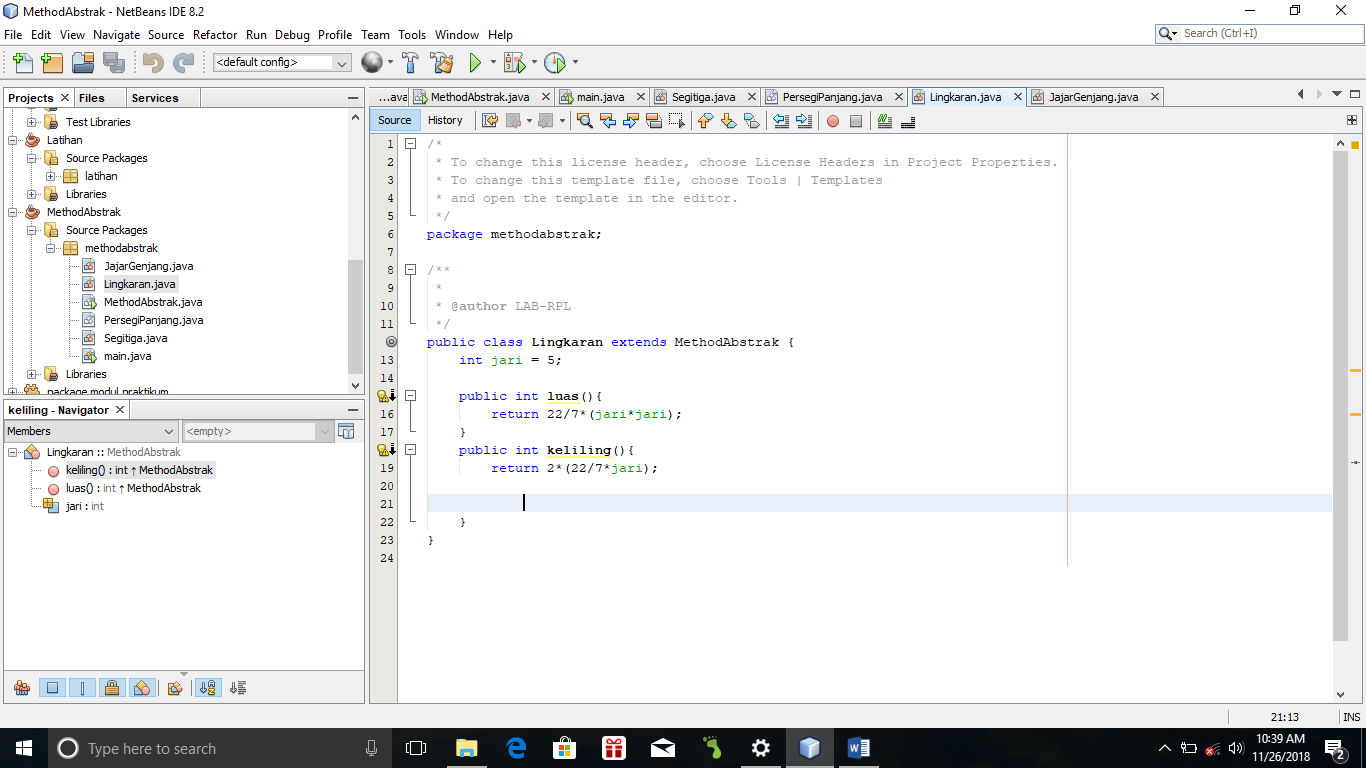 MethodAbstrak - NetBeans IDE 8.2
File Edit View Navigate Source Refactor Run Debug Profile Team Tools Window Help
Search (Ctrl+I)
<default config>
Projects Files Services
Test Libraries
Latihan
Source Packages
latihan
Libraries
MethodAbstrak
Source Packages
methodabstrak
JajarGenjang.java
Lingkaran.java
MethodAbstrak.java
PersegiPanjang.java
Segitiga.java
main.java
Libraries
package modul praktikum
keliling - Navigator
Members <empty>
Lingkaran :: MethodAbstrak
keliling() : int ↑ MethodAbstrak
luas() : int ↑ MethodAbstrak
jari : int
...ava MethodAbstrak.java main.java Segitiga.java PersegiPanjang.java Lingkaran.java JajarGenjang.java
Source History
1 /*
2 * To change this license header, choose License Headers in Project Properties.
3 * To change this template file, choose Tools | Templates
4 * and open the template in the editor.
5 */
6 package methodabstrak;
7
8 /**
9 *
10 * @author LAB-RPL
11 */
public class Lingkaran extends MethodAbstrak {
13 int jari = 5;
14
public int luas(){
16 return 22/7*(jari*jari);
17 }
public int keliling(){
19 return 2*(22/7*jari);
20
21
22 }
23 }
24
21:13 INS
Type here to search
10:39 AM
11/26/2018
2